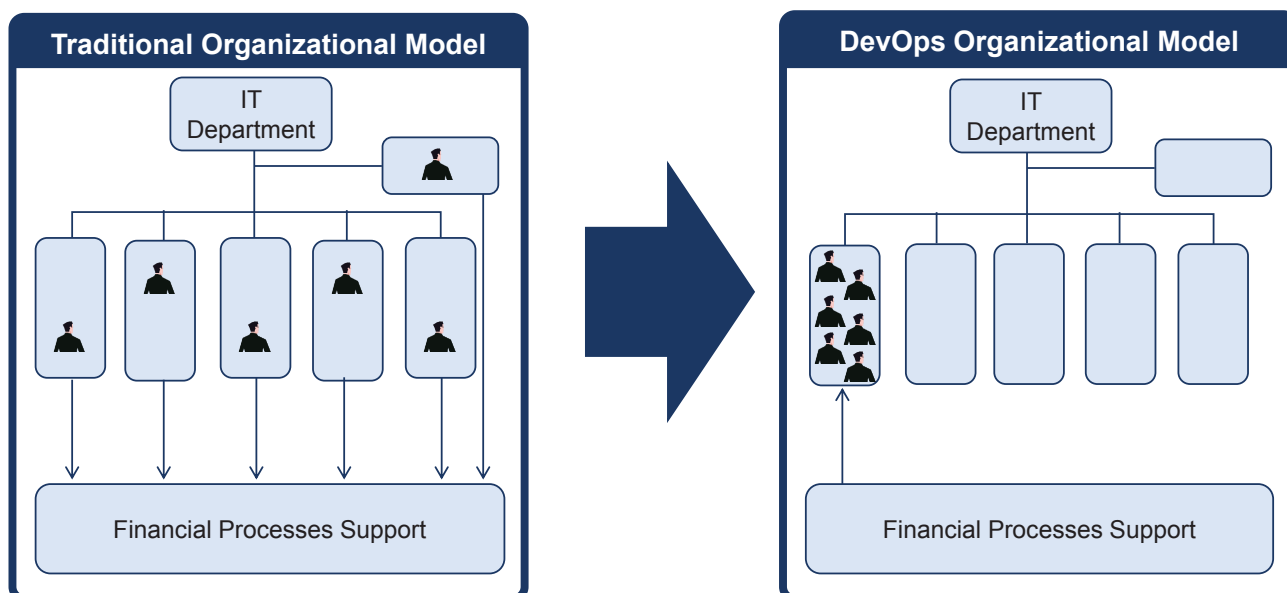 Traditional Organizational Model
IT
Department
Financial Processes Support
DevOps Organizational Model
IT
Department
Financial Processes Support